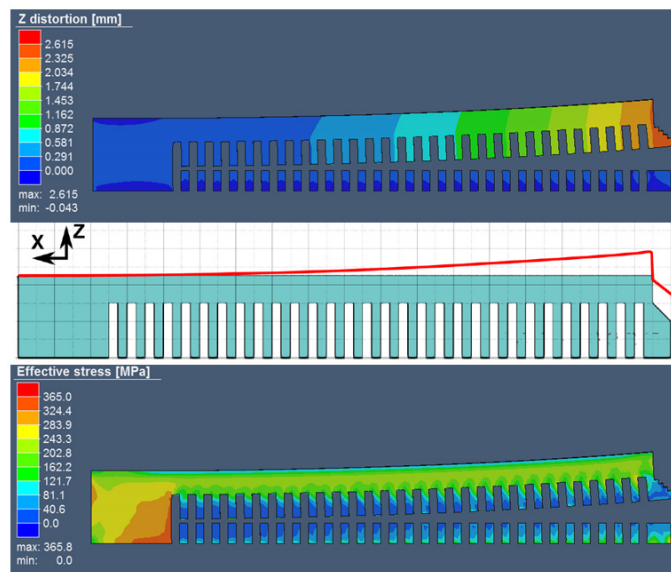 Z distortion [mm]
2.615
2.325
2.034
1.744
1.453
1.162
0.872
0.581
0.291
0.000
max: 2.615
min: -0.043
X Z
Effective stress [MPa]
365.0
324.4
283.9
243.3
202.8
162.2
121.7
81.1
40.6
0.0
max: 365.8
min: 0.0